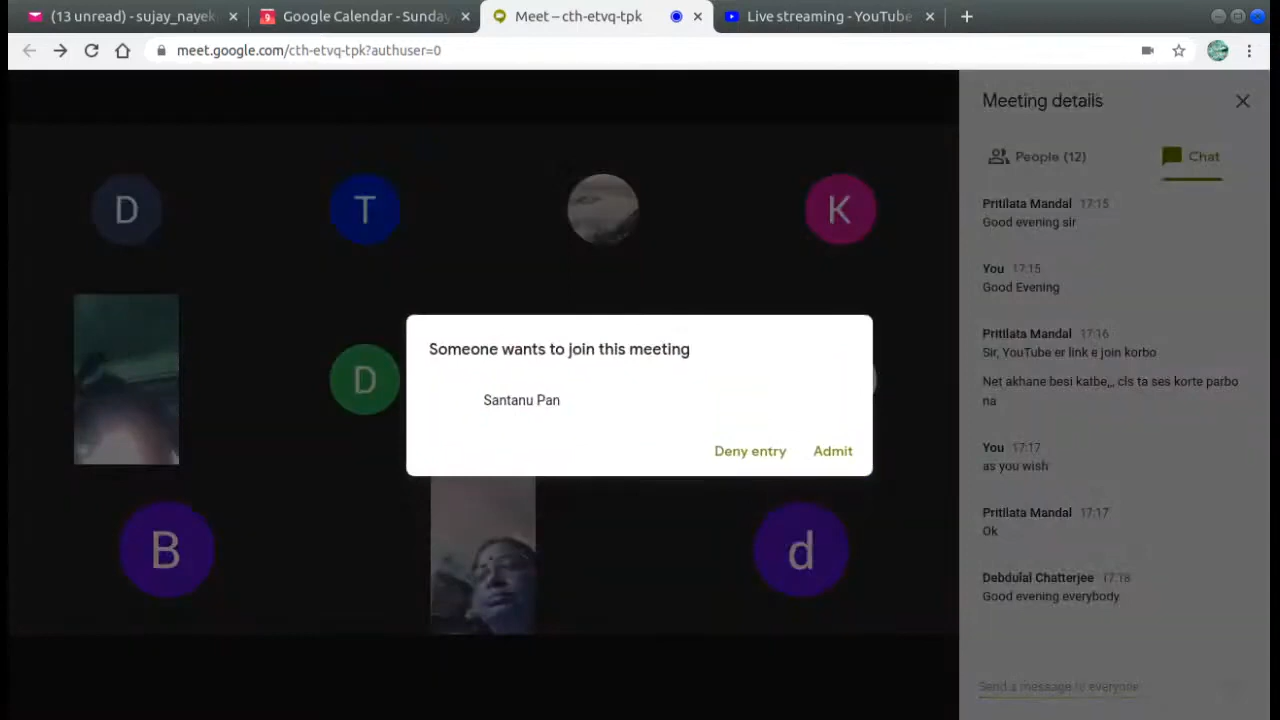 (13 unread) - sujay_nayek
Google Calendar - Sunday
Meet – cth-etvq-tpk
Live streaming - YouTube
meet.google.com/cth-etvq-tpk?authuser=0
Meeting details
People (12)
Chat
D
T
K
D
B
d
Someone wants to join this meeting
Santanu Pan
Deny entry
Admit
Pritilata Mandal 17:15
Good evening sir
You 17:15
Good Evening
Pritilata Mandal 17:16
Sir, YouTube er link e join korbo
Net akhane besi katbe,,, cls ta ses korte parbo
na
You 17:17
as you wish
Pritilata Mandal 17:17
Ok
Debdulal Chatterjee 17:18
Good evening everybody
Send a message to everyone